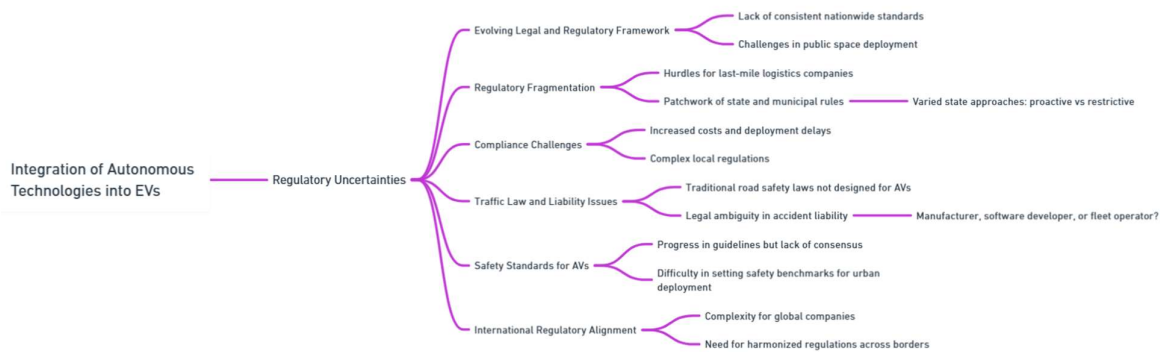 Integration of Autonomous
Technologies into EVs
Regulatory Uncertainties
Evolving Legal and Regulatory Framework
Lack of consistent nationwide standards
Challenges in public space deployment
Regulatory Fragmentation
Hurdles for last-mile logistics companies
Patchwork of state and municipal rules
Varied state approaches: proactive vs restrictive
Compliance Challenges
Increased costs and deployment delays
Complex local regulations
Traffic Law and Liability Issues
Traditional road safety laws not designed for AVs
Legal ambiguity in accident liability
Manufacturer, software developer, or fleet operator?
Safety Standards for AVs
Progress in guidelines but lack of consensus
Difficulty in setting safety benchmarks for urban
deployment
International Regulatory Alignment
Complexity for global companies
Need for harmonized regulations across borders